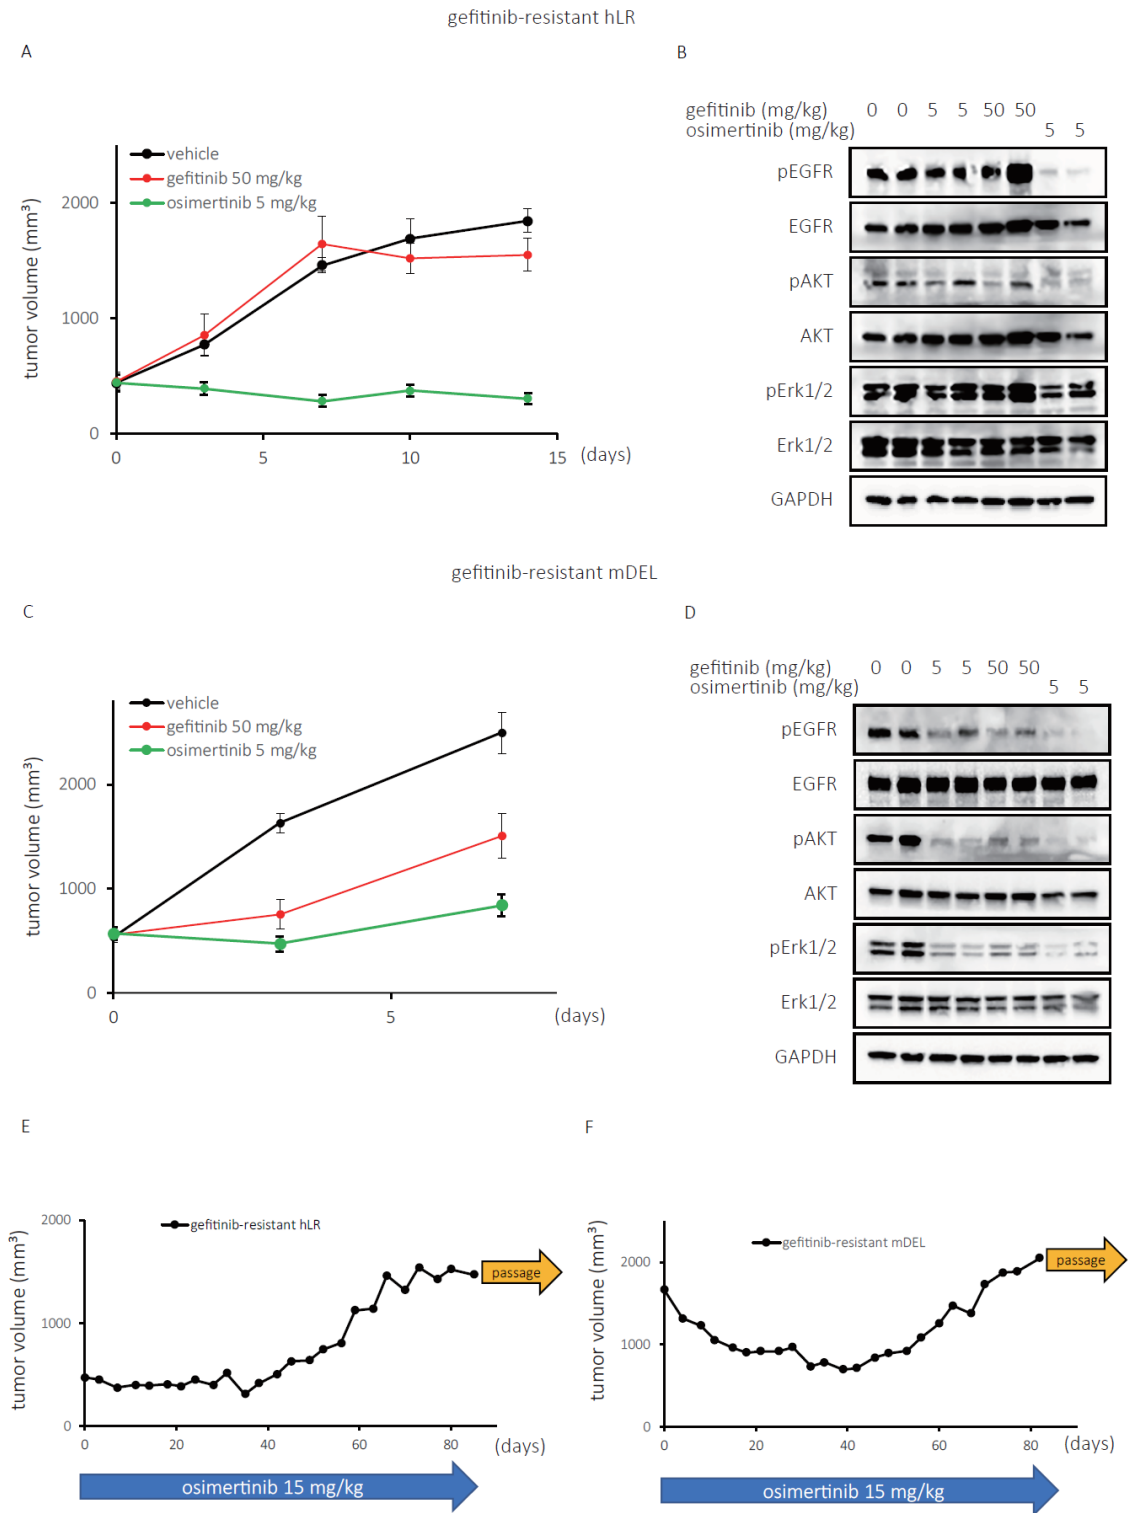 gefitinib-resistant hLR
A
B
gefitinib (mg/kg) 0 0 5 5 50 50
osimertinib (mg/kg) 5 5
vehicle
gefitinib 50 mg/kg
osimertinib 5 mg/kg
tumor volume (mm³)
2000
1000
0
0 5 10 15 (days)
pEGFR
EGFR
pAKT
AKT
pErk1/2
Erk1/2
GAPDH
gefitinib-resistant mDEL
C
D
gefitinib (mg/kg) 0 0 5 5 50 50
osimertinib (mg/kg) 5 5
vehicle
gefitinib 50 mg/kg
osimertinib 5 mg/kg
tumor volume (mm³)
2000
1000
0
0 5 (days)
pEGFR
EGFR
pAKT
AKT
pErk1/2
Erk1/2
GAPDH
E
F
tumor volume (mm³)
2000
1000
0
gefitinib-resistant hLR
passage
0 20 40 60 80 (days)
osimertinib 15 mg/kg
tumor volume (mm³)
2000
1000
0
gefitinib-resistant mDEL
passage
0 20 40 60 80 (days)
osimertinib 15 mg/kg